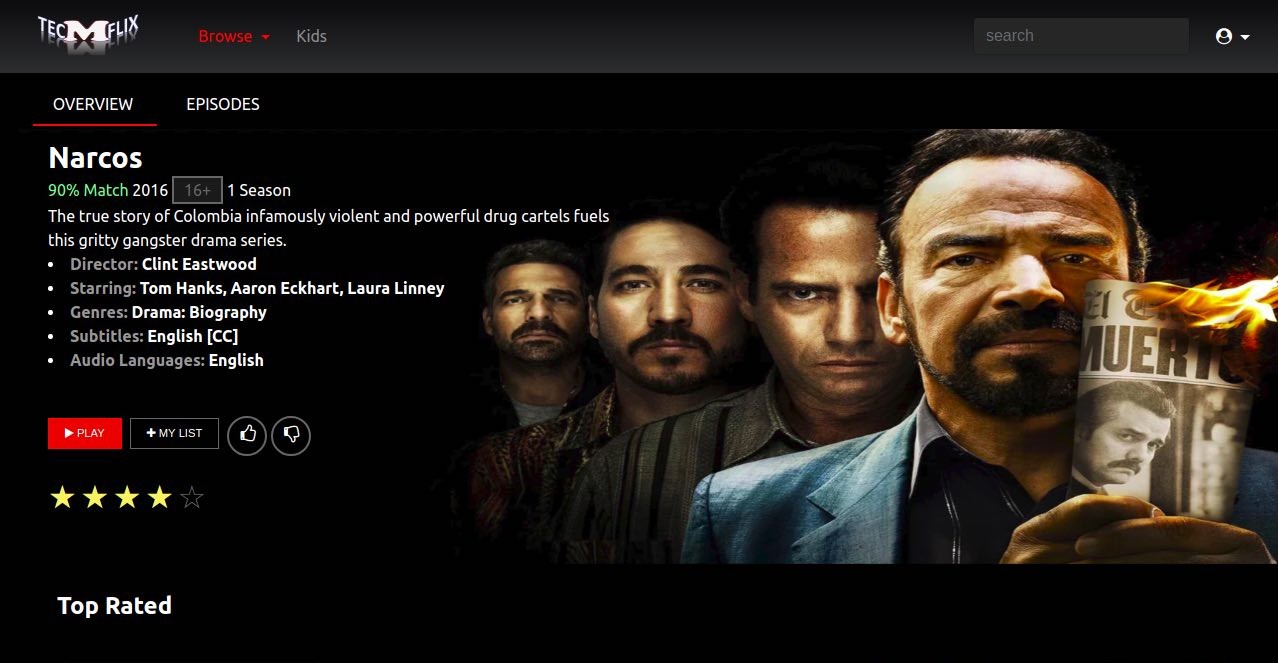 TECMFLIX
Browse
Kids
search
OVERVIEW
EPISODES
Narcos
90% Match 2016 16+ 1 Season
The true story of Colombia infamously violent and powerful drug cartels fuels
this gritty gangster drama series.
Director: Clint Eastwood
Starring: Tom Hanks, Aaron Eckhart, Laura Linney
Genres: Drama: Biography
Subtitles: English [CC]
Audio Languages: English
El
MUERTO
PLAY
MY LIST
Top Rated